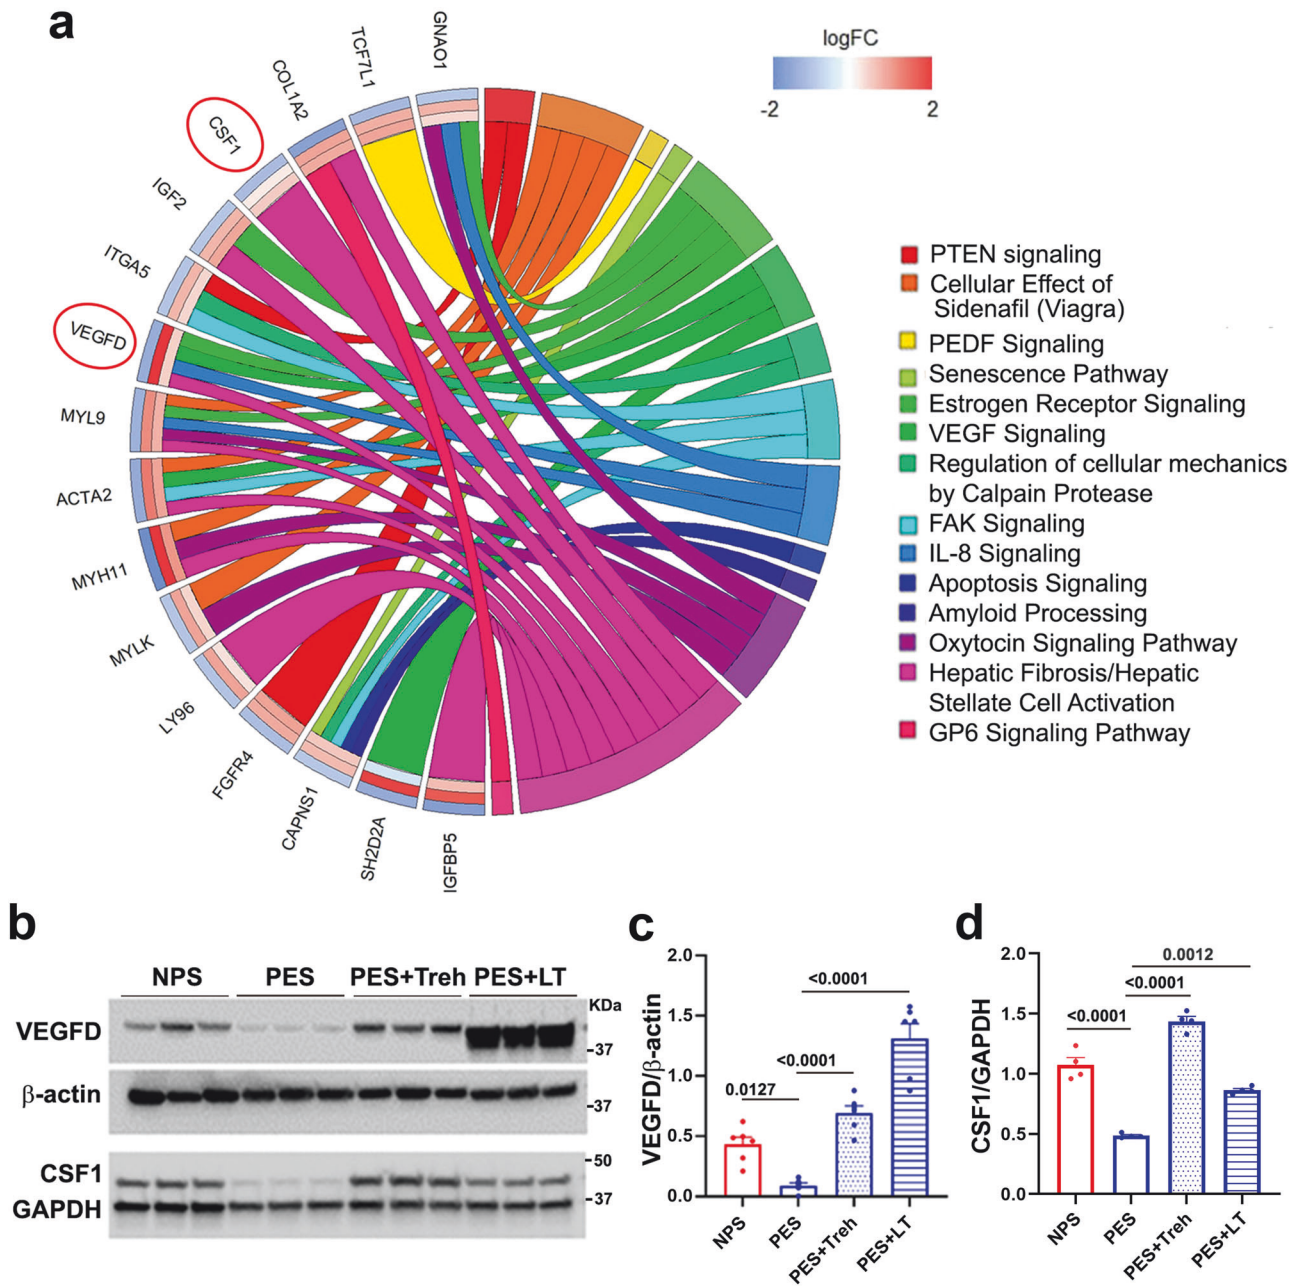 a
logFC
-2
2
GNAO1
TCF7L1
COL1A2
CSF1
IGF2
ITGA5
VEGFD
MYL9
ACTA2
MYH11
MYLK
LY96
FGFR4
CAPNS1
SH2D2A
IGFBP5
PTEN signaling
Cellular Effect of
Sidenafil (Viagra)
PEDF Signaling
Senescence Pathway
Estrogen Receptor Signaling
VEGF Signaling
Regulation of cellular mechanics
by Calpain Protease
FAK Signaling
IL-8 Signaling
Apoptosis Signaling
Amyloid Processing
Oxytocin Signaling Pathway
Hepatic Fibrosis/Hepatic
Stellate Cell Activation
GP6 Signaling Pathway
b
NPS PES PES+Treh PES+LT
KDa
VEGFD
-37
β-actin
-37
CSF1
-50
GAPDH
-37
c
VEGFD/β-actin
2.0
1.5
1.0
0.5
0.0
<0.0001
<0.0001
0.0127
NPS
PES
PES+Treh
PES+LT
d
CSF1/GAPDH
2.0
1.5
1.0
0.5
0.0
0.0012
<0.0001
<0.0001
NPS
PES
PES+Treh
PES+LT